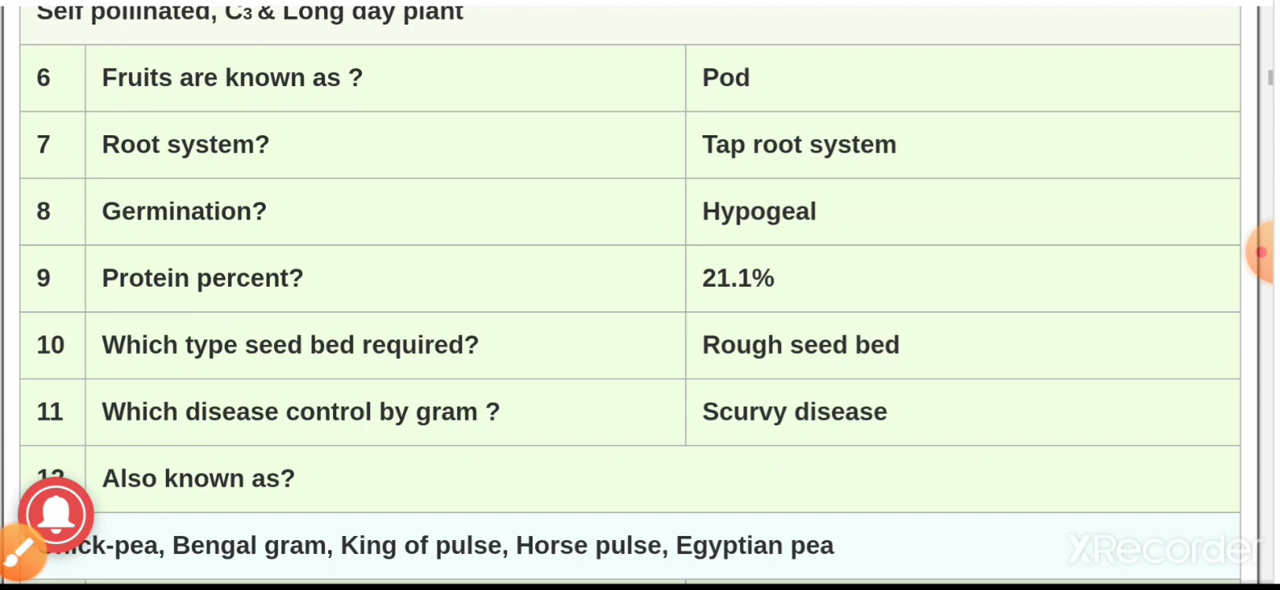 Self pollinated, C3 & Long day plant
6 Fruits are known as ? Pod
7 Root system? Tap root system
8 Germination? Hypogeal
9 Protein percent? 21.1%
10 Which type seed bed required? Rough seed bed
11 Which disease control by gram ? Scurvy disease
12 Also known as?
Chick-pea, Bengal gram, King of pulse, Horse pulse, Egyptian pea
XRecorder